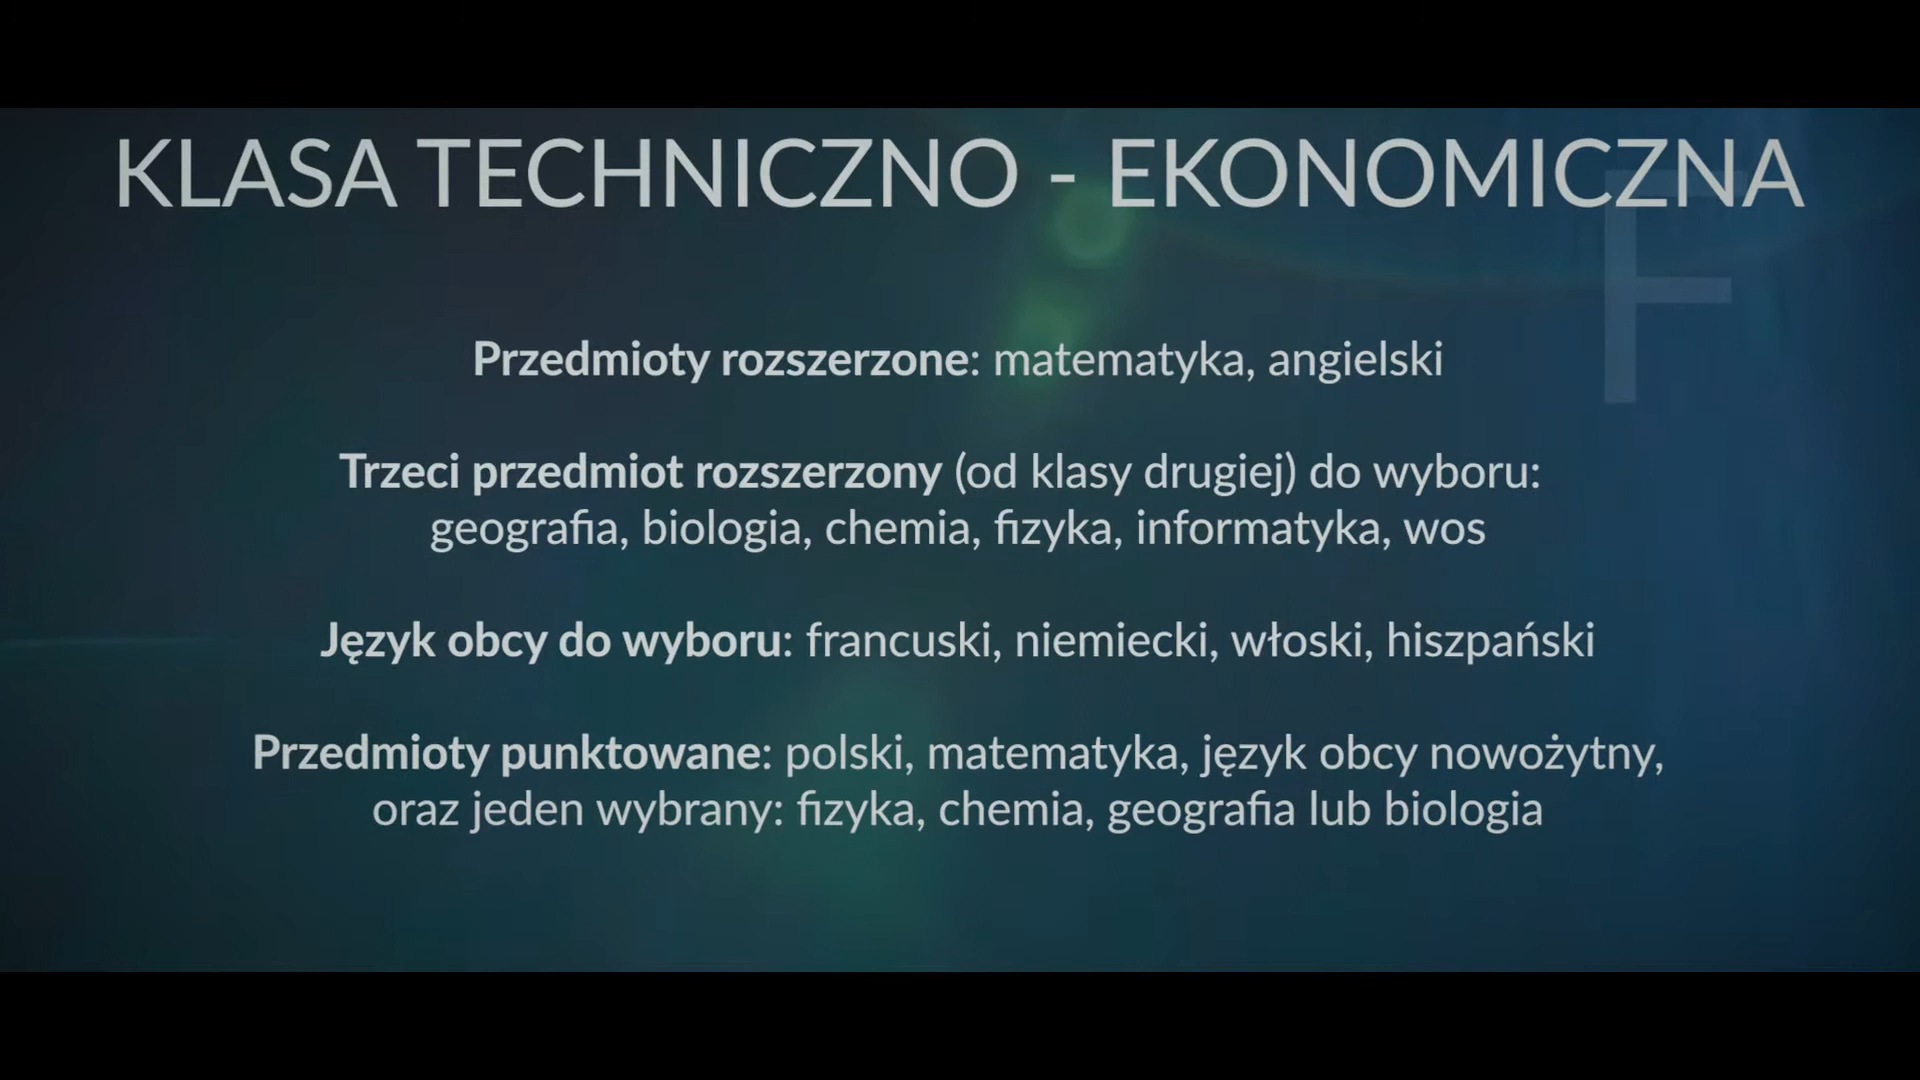 KLASA TECHNICZNO - EKONOMICZNA
F
Przedmioty rozszerzone: matematyka, angielski
Trzeci przedmiot rozszerzony (od klasy drugiej) do wyboru:
geografia, biologia, chemia, fizyka, informatyka, wos
Język obcy do wyboru: francuski, niemiecki, włoski, hiszpański
Przedmioty punktowane: polski, matematyka, język obcy nowożytny,
oraz jeden wybrany: fizyka, chemia, geografia lub biologia